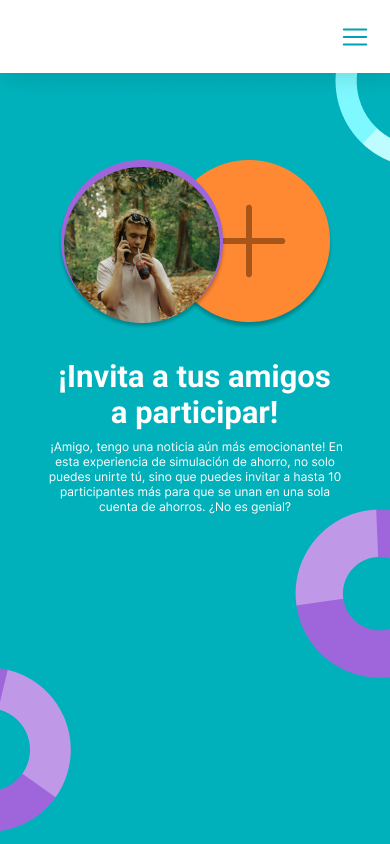 ¡Invita a tus amigos
a participar!
¡Amigo, tengo una noticia aún más emocionante! En
esta experiencia de simulación de ahorro, no solo
puedes unirte tú, sino que puedes invitar a hasta 10
participantes más para que se unan en una sola
cuenta de ahorros. ¿No es genial?